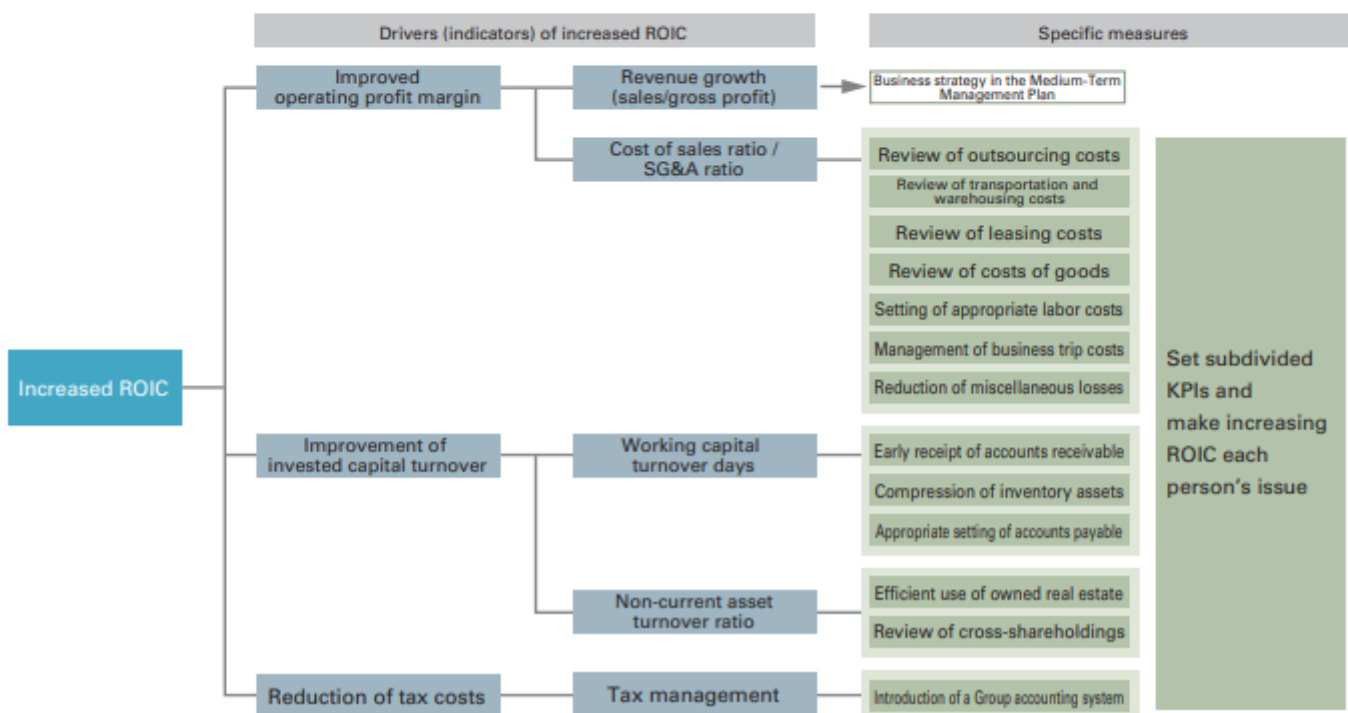 Drivers (indicators) of increased ROIC
Specific measures
Improved
operating profit margin
Revenue growth
(sales/gross profit)
Business strategy in the Medium-Term
Management Plan
Cost of sales ratio /
SG&A ratio
Review of outsourcing costs
Review of transportation and
warehousing costs
Review of leasing costs
Review of costs of goods
Setting of appropriate labor costs
Management of business trip costs
Reduction of miscellaneous losses
Increased ROIC
Set subdivided
KPIs and
make increasing
ROIC each
person's issue
Improvement of
invested capital turnover
Working capital
turnover days
Early receipt of accounts receivable
Compression of inventory assets
Appropriate setting of accounts payable
Non-current asset
turnover ratio
Efficient use of owned real estate
Review of cross-shareholdings
Reduction of tax costs
Tax management
Introduction of a Group accounting system